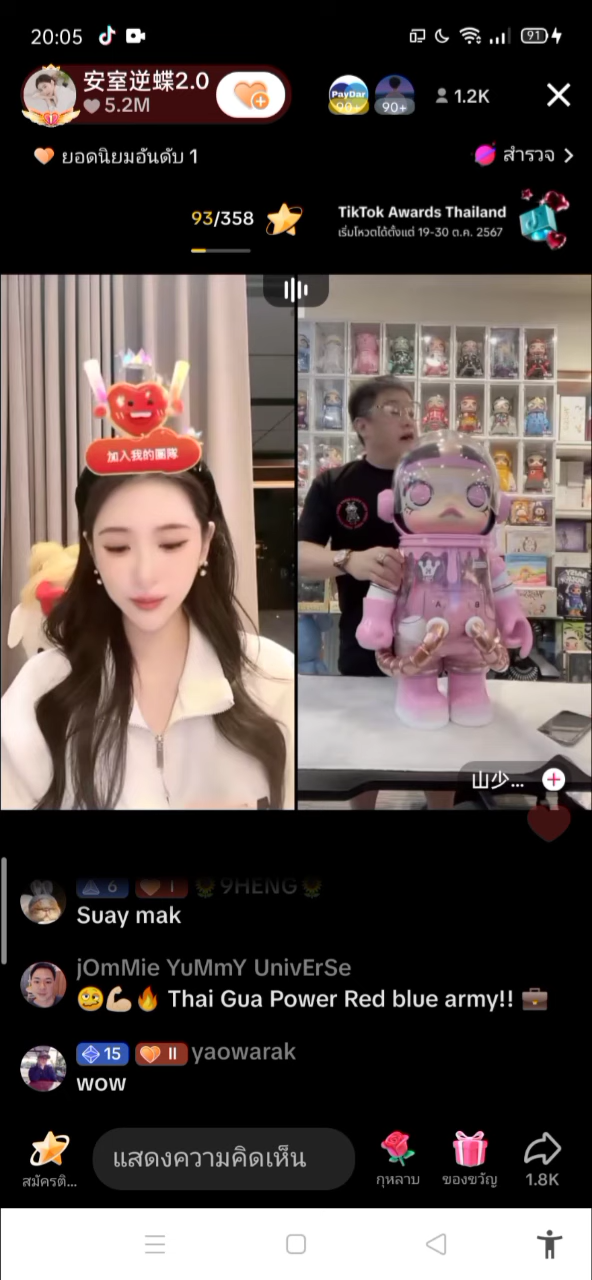 20:05
91
安室逆蝶2.0
5.2M
PayDar
90+
90+
1.2K
ยอดนิยมอันดับ 1
สำรวจ
93/358
TikTok Awards Thailand
เริ่มโหวตได้ตั้งแต่ 19-30 ต.ค. 2567
加入我的團隊
山少...
6
I
9HENG
Suay mak
jOmMie YuMmY UnivErSe
🥴💪🔥 Thai Gua Power Red blue army!! 💼
15
II
yaowarak
wow
สมัครติ...
แสดงความคิดเห็น
กุหลาบ
ของขวัญ
1.8K